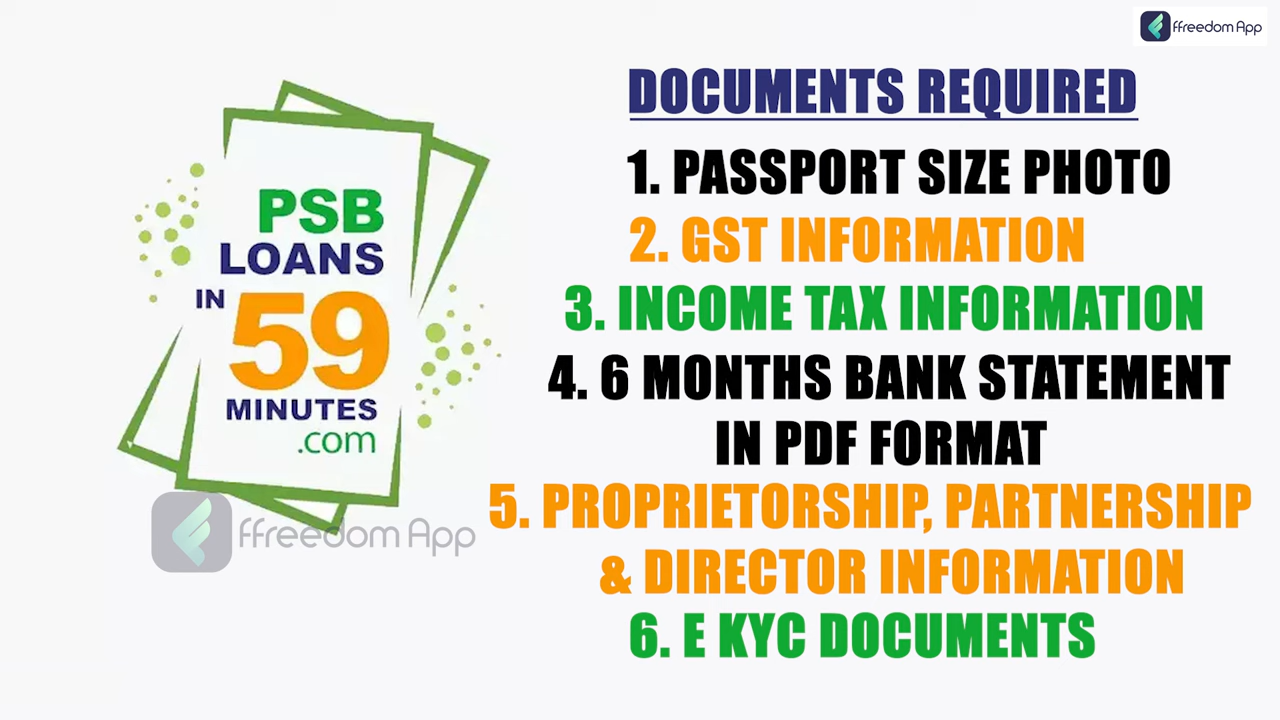 ffreedom App
DOCUMENTS REQUIRED
1. PASSPORT SIZE PHOTO
2. GST INFORMATION
3. INCOME TAX INFORMATION
4. 6 MONTHS BANK STATEMENT
IN PDF FORMAT
5. PROPRIETORSHIP, PARTNERSHIP
& DIRECTOR INFORMATION
6. E KYC DOCUMENTS
PSB
LOANS
IN 59
MINUTES
.com
ffreedom App